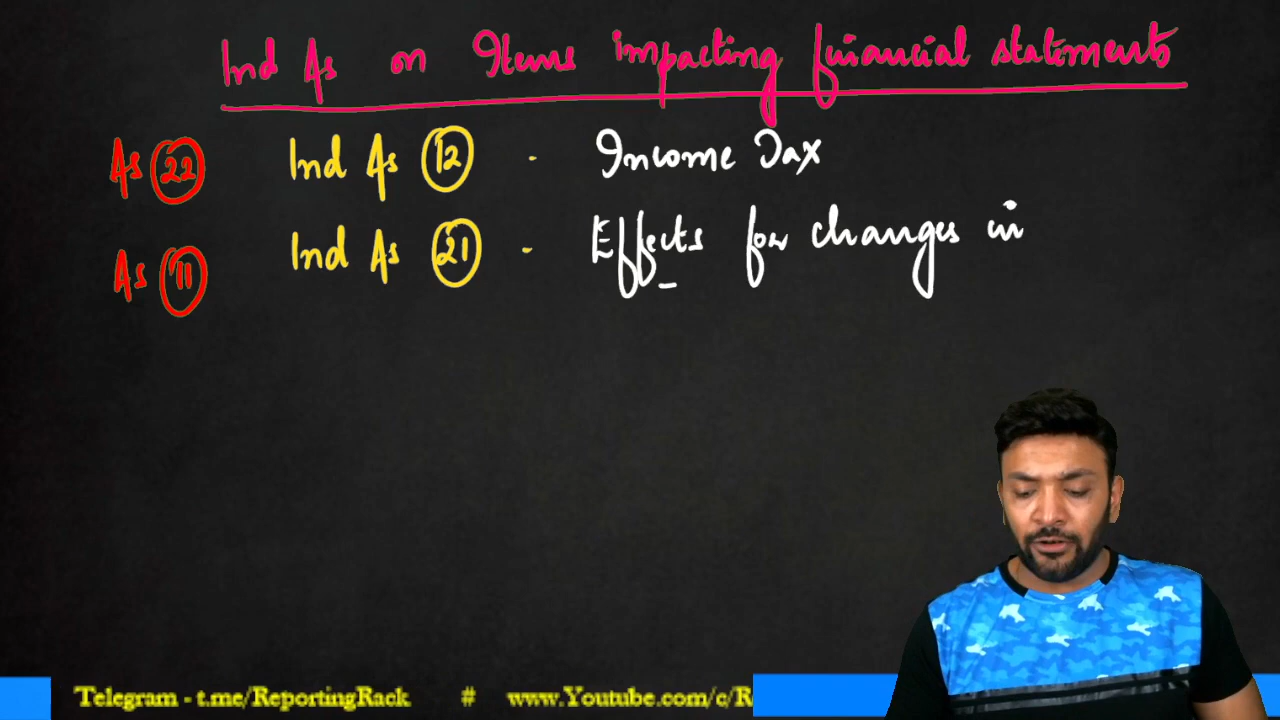 Ind As on Items impacting financial statements
As 22 Ind As 12 - Income Tax
As 11 Ind As 21 - Effects for changes in
Telegram - t.me/ReportingRack # www.Youtube.com/c/R